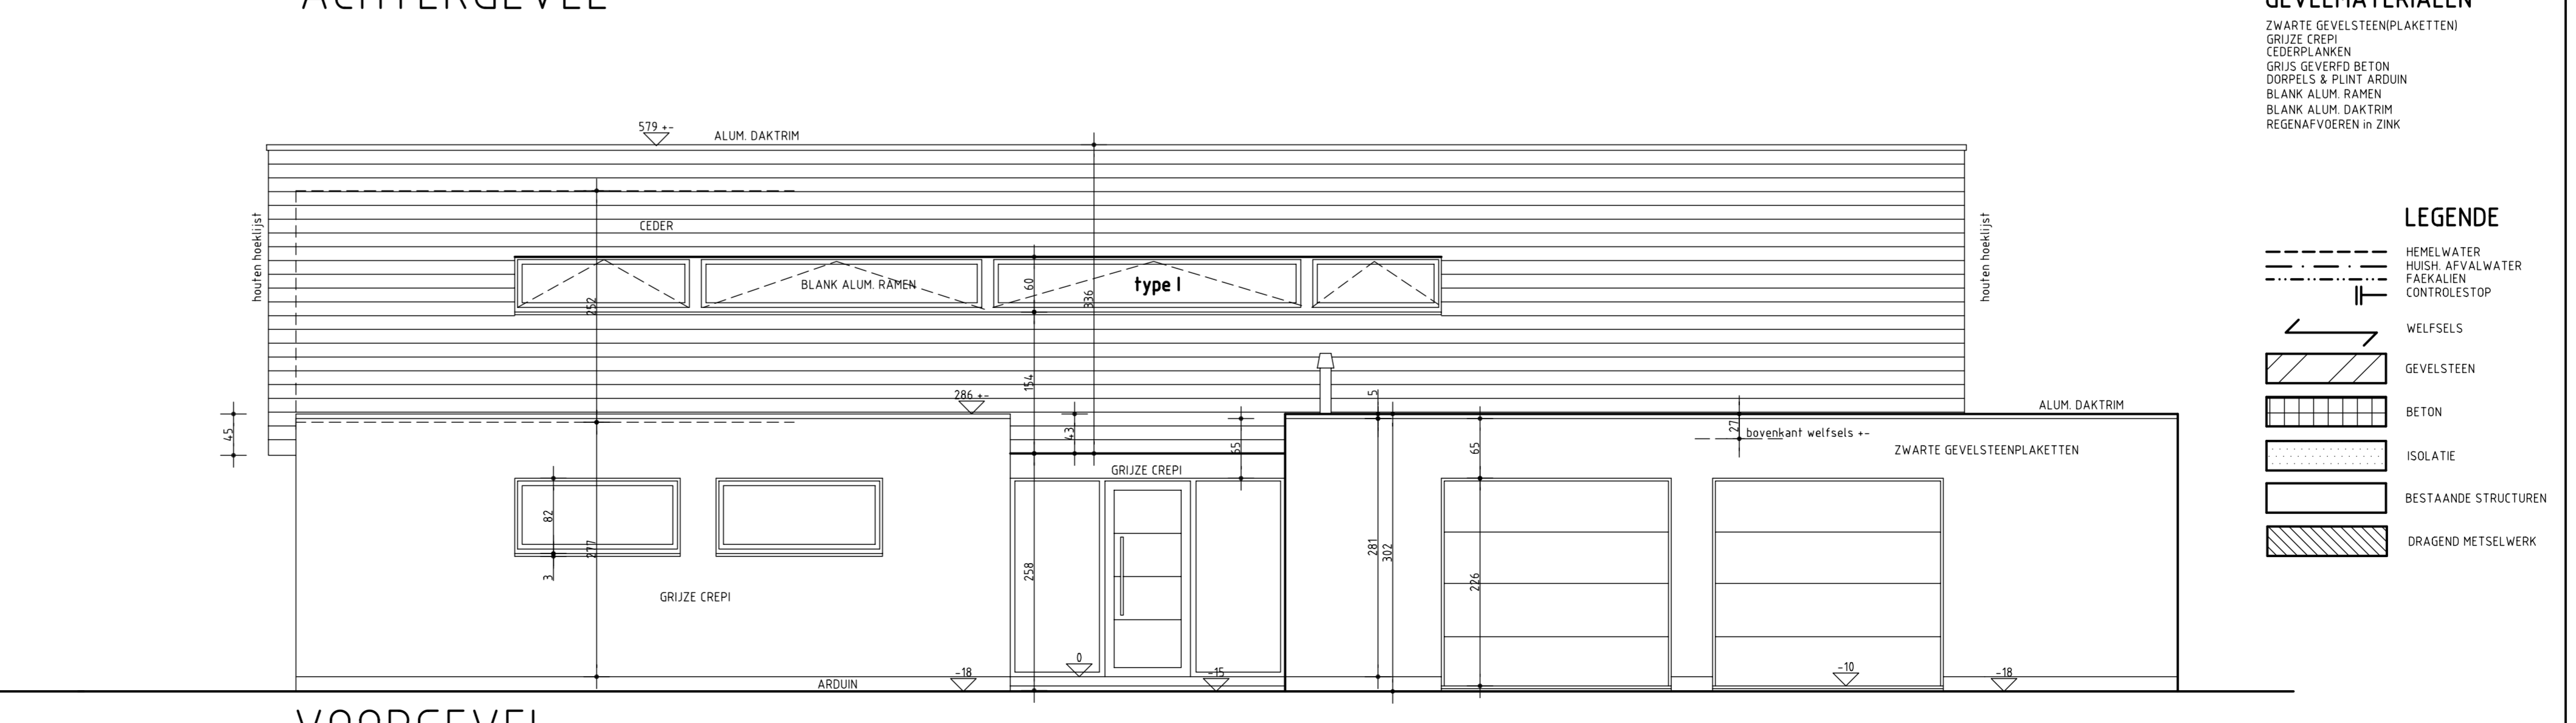 ACHTERGEVEL
GEVELMATERIALEN
ZWARTE GEVELSTEEN(PLAKETTEN)
GRIJZE CREPI
CEDERPLANKEN
GRIJS GEVERFD BETON
DORPELS & PLINT ARDUIN
BLANK ALUM. RAMEN
BLANK ALUM. DAKTRIM
REGENAFVOEREN in ZINK
579 +-
ALUM. DAKTRIM
houten hoeklijst
CEDER
houten hoeklijst
BLANK ALUM. RAMEN
type I
252
60
336
154
286 +-
45
43
5
ALUM. DAKTRIM
27
bovenkant welfsels +-
65
ZWARTE GEVELSTEENPLAKETTEN
GRIJZE CREPI
82
277
3
258
281
302
226
GRIJZE CREPI
0
-18
-15
-10
-18
ARDUIN
LEGENDE
HEMELWATER
HUISH. AFVALWATER
FAEKALIEN
CONTROLESTOP
WELFSELS
GEVELSTEEN
BETON
ISOLATIE
BESTAANDE STRUCTUREN
DRAGEND METSELWERK
VOORGEVEL